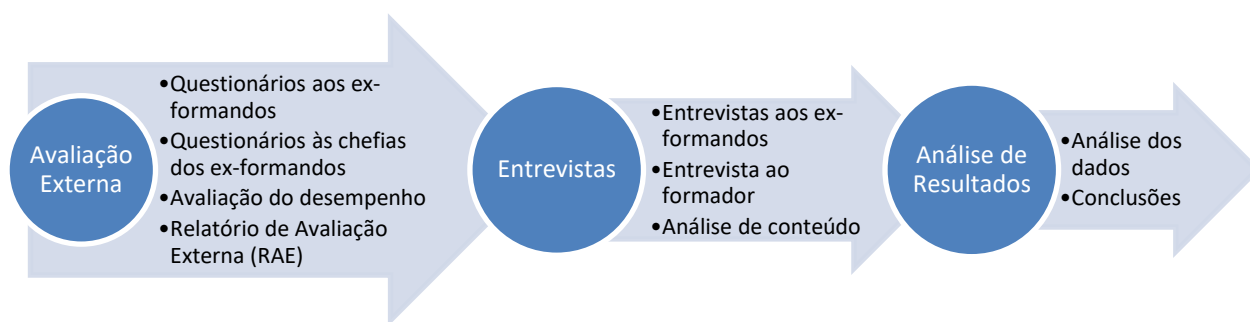 Avaliação
Externa
•Questionários aos ex-
formandos
•Questionários às chefias
dos ex-formandos
•Avaliação do desempenho
•Relatório de Avaliação
Externa (RAE)
Entrevistas
•Entrevistas aos ex-
formandos
•Entrevista ao
formador
•Análise de conteúdo
Análise de
Resultados
•Análise dos
dados
•Conclusões